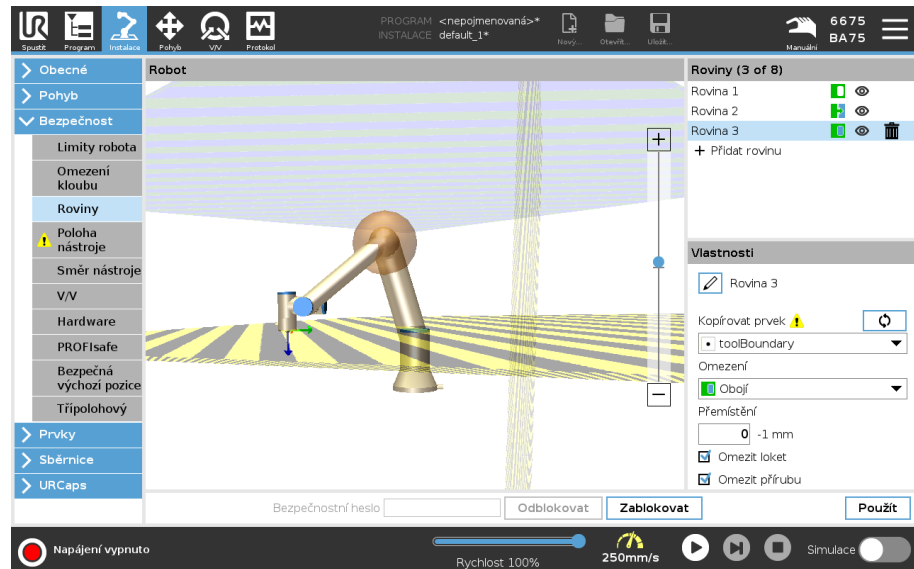 PROGRAM <nepojmenovaná>*
INSTALACE default_1*
Spustit
Program
Instalace
Pohyb
V/V
Protokol
Nový...
Otevřít...
Uložit...
Manuální
6675
BA75
Obecné
Pohyb
Bezpečnost
Limity robota
Omezení
kloubu
Roviny
Poloha
nástroje
Směr nástroje
V/V
Hardware
PROFIsafe
Bezpečná
výchozí pozice
Třípolohový
Prvky
Sběrnice
URCaps
Robot
Roviny (3 of 8)
Rovina 1
Rovina 2
Rovina 3
+ Přidat rovinu
Vlastnosti
Rovina 3
Kopírovat prvek
toolBoundary
Omezení
Obojí
Přemístění
0 -1 mm
Omezit loket
Omezit přírubu
Bezpečnostní heslo
Odblokovat
Zablokovat
Použít
Napájení vypnuto
Rychlost 100%
250mm/s
Simulace